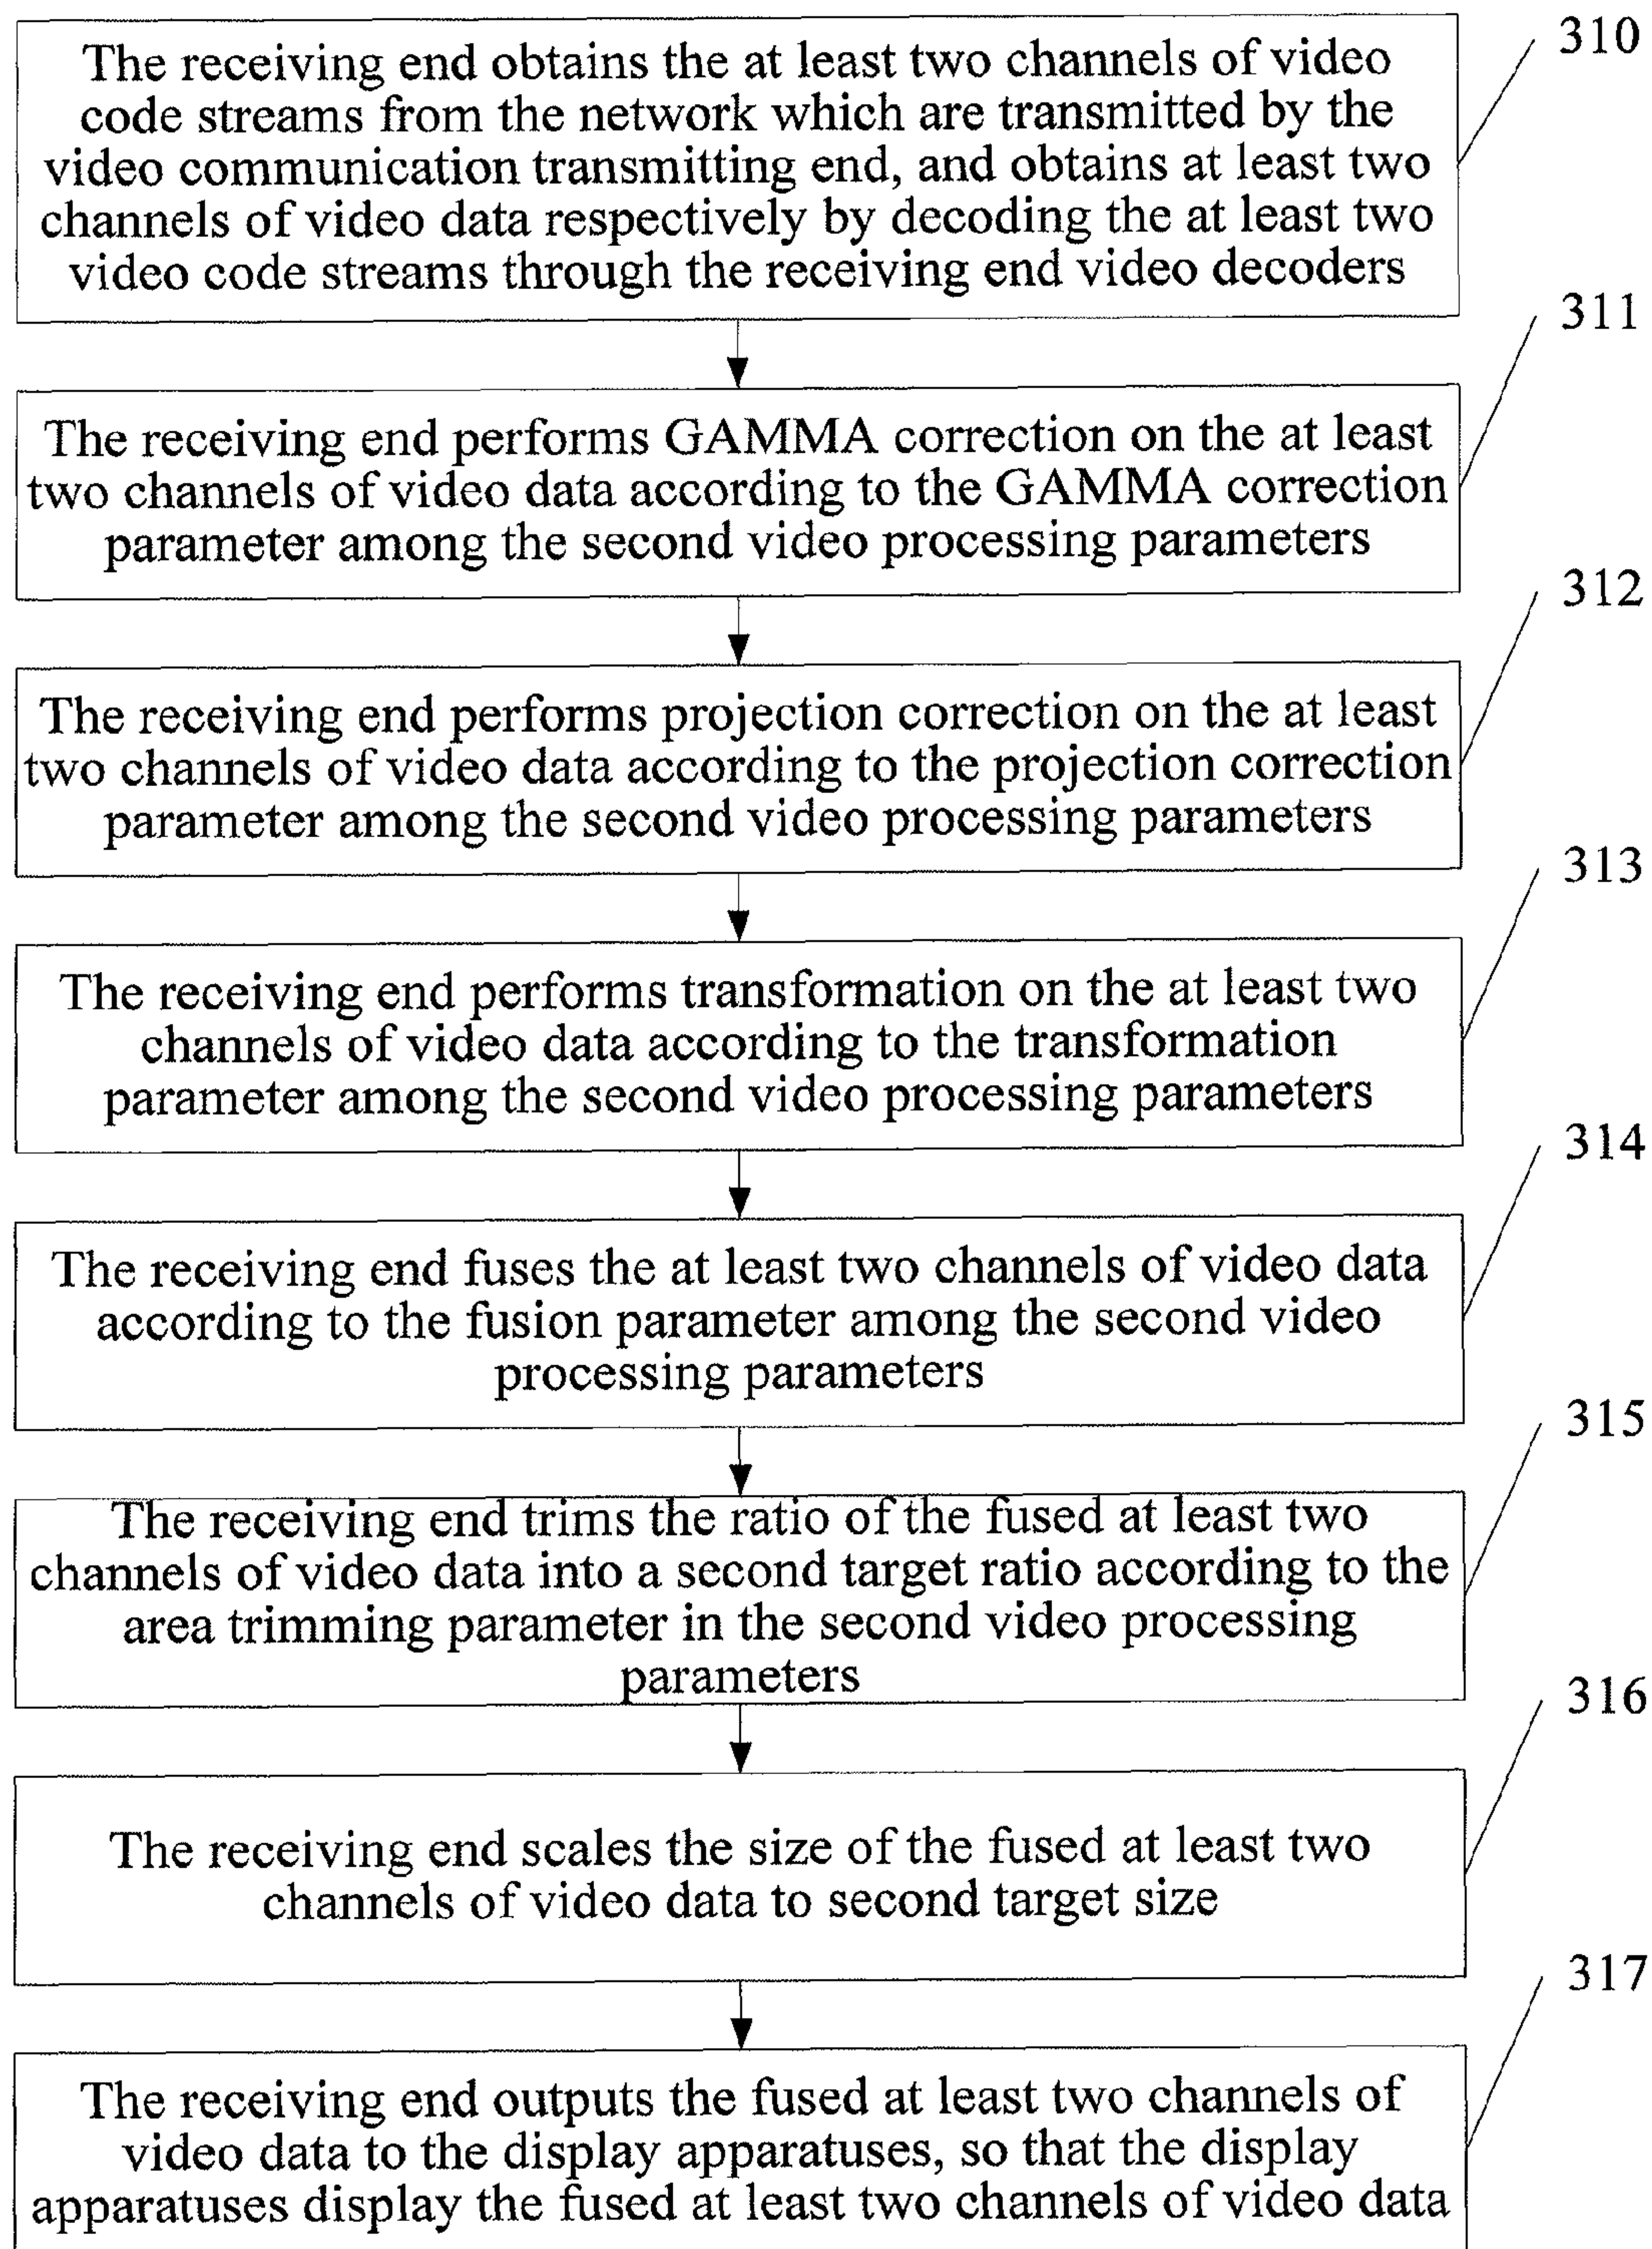 The receiving end obtains the at least two channels of video
code streams from the network which are transmitted by the
video communication transmitting end, and obtains at least two
channels of video data respectively by decoding the at least two
video code streams through the receiving end video decoders
310
The receiving end performs GAMMA correction on the at least
two channels of video data according to the GAMMA correction
parameter among the second video processing parameters
311
The receiving end performs projection correction on the at least
two channels of video data according to the projection correction
parameter among the second video processing parameters
312
The receiving end performs transformation on the at least two
channels of video data according to the transformation
parameter among the second video processing parameters
313
The receiving end fuses the at least two channels of video data
according to the fusion parameter among the second video
processing parameters
314
The receiving end trims the ratio of the fused at least two
channels of video data into a second target ratio according to the
area trimming parameter in the second video processing
parameters
315
The receiving end scales the size of the fused at least two
channels of video data to second target size
316
The receiving end outputs the fused at least two channels of
video data to the display apparatuses, so that the display
apparatuses display the fused at least two channels of video data
317